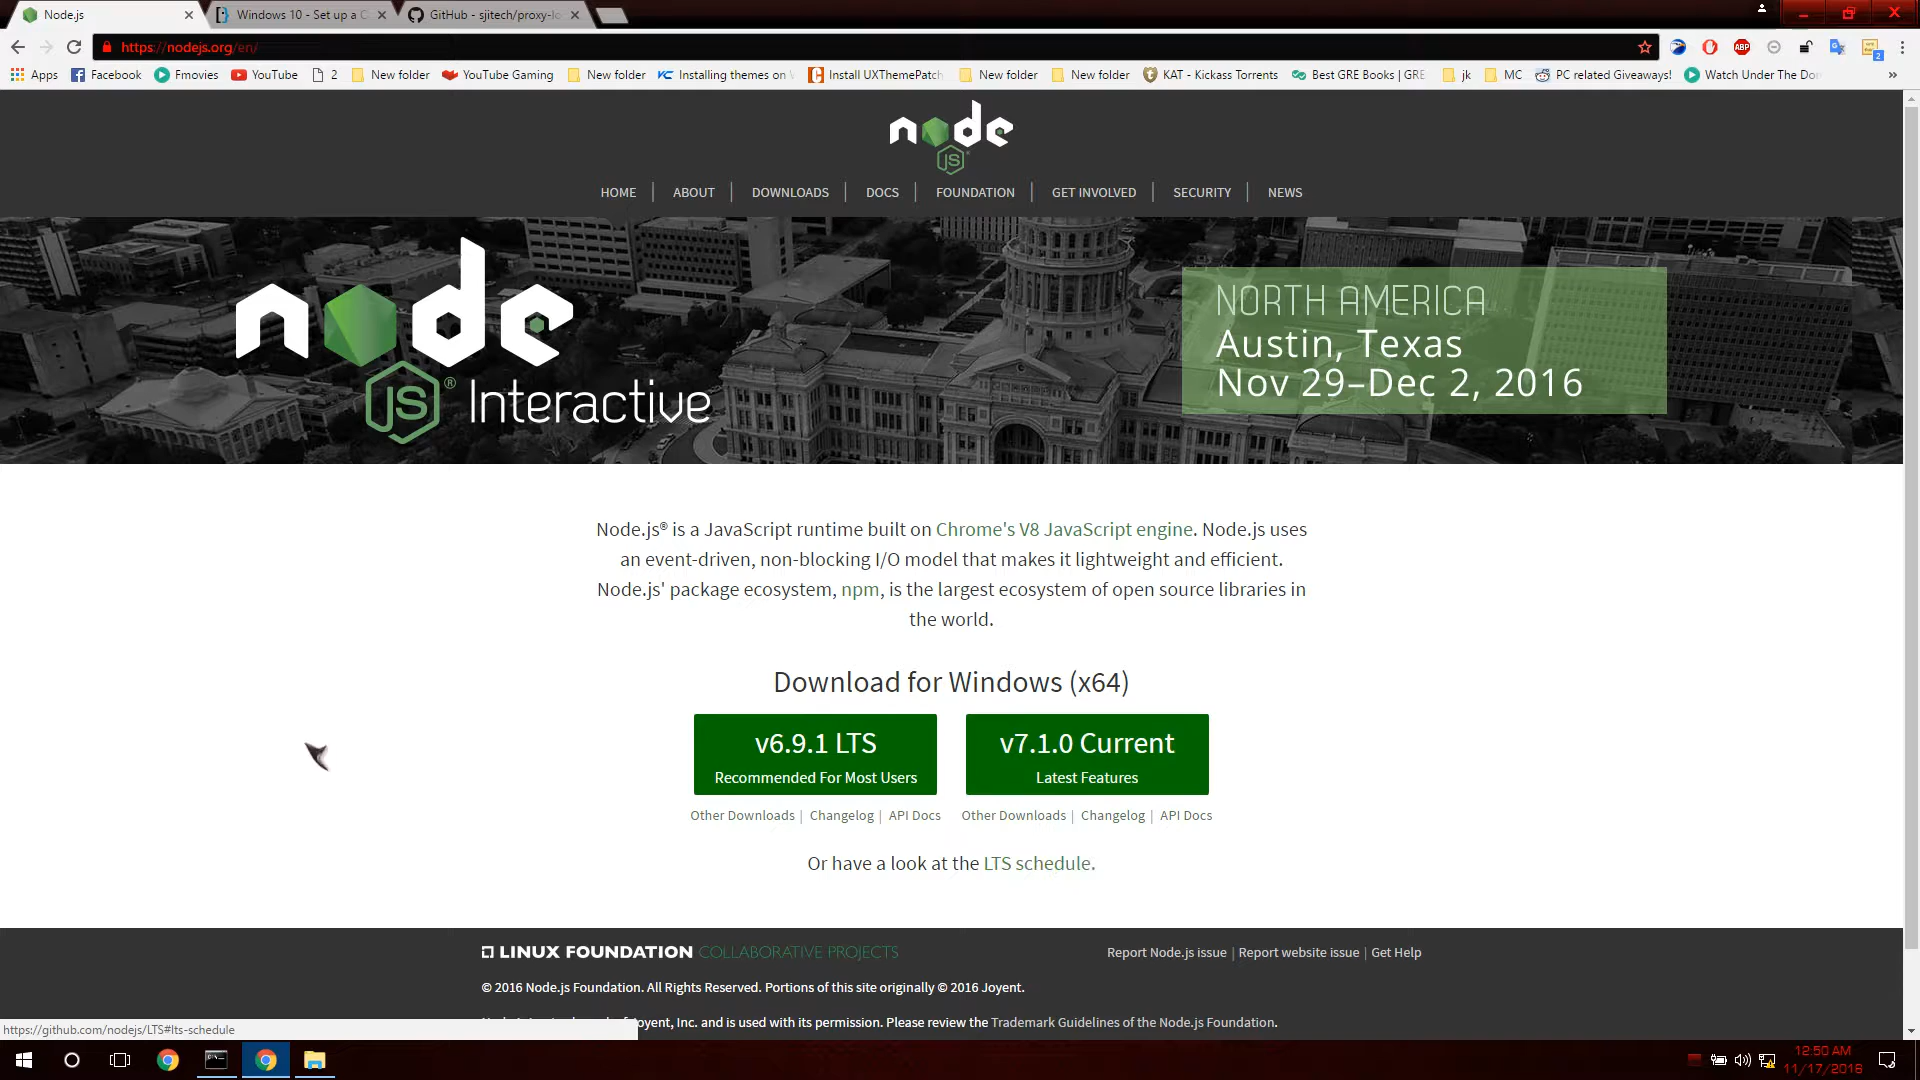 Node.js
Windows 10 - Set up a C
GitHub - sjitech/proxy-lo
https://nodejs.org/en/
Apps
Facebook
Fmovies
YouTube
2
New folder
YouTube Gaming
New folder
Installing themes on
Install UXThemePatch
New folder
New folder
KAT - Kickass Torrents
Best GRE Books | GRE
jk
MC
PC related Giveaways!
Watch Under The Do
node
JS
HOME
ABOUT
DOWNLOADS
DOCS
FOUNDATION
GET INVOLVED
SECURITY
NEWS
node
JS® Interactive
NORTH AMERICA
Austin, Texas
Nov 29–Dec 2, 2016
Node.js® is a JavaScript runtime built on Chrome's V8 JavaScript engine. Node.js uses
an event-driven, non-blocking I/O model that makes it lightweight and efficient.
Node.js' package ecosystem, npm, is the largest ecosystem of open source libraries in
the world.
Download for Windows (x64)
v6.9.1 LTS
Recommended For Most Users
v7.1.0 Current
Latest Features
Other Downloads | Changelog | API Docs
Other Downloads | Changelog | API Docs
Or have a look at the LTS schedule.
LINUX FOUNDATION COLLABORATIVE PROJECTS
Report Node.js issue | Report website issue | Get Help
© 2016 Node.js Foundation. All Rights Reserved. Portions of this site originally © 2016 Joyent.
oyent, Inc. and is used with its permission. Please review the Trademark Guidelines of the Node.js Foundation.
https://github.com/nodejs/LTS#lts-schedule
12:50 AM
11/17/2016